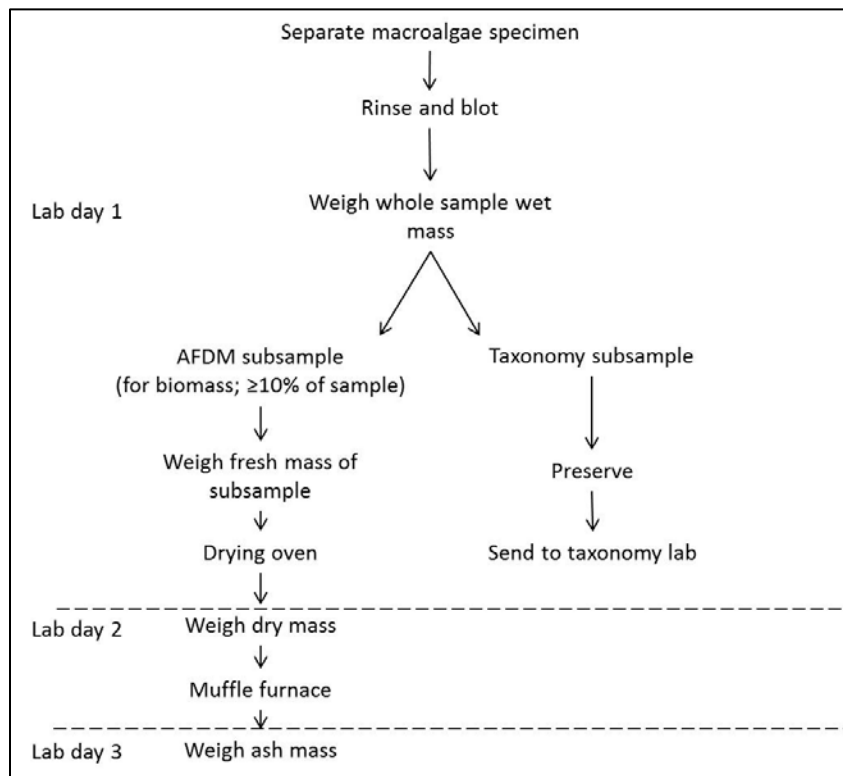 Separate macroalgae specimen
Rinse and blot
Lab day 1
Weigh whole sample wet
mass
AFDM subsample
(for biomass; ≥10% of sample)
Taxonomy subsample
Weigh fresh mass of
subsample
Preserve
Drying oven
Send to taxonomy lab
Lab day 2
Weigh dry mass
Muffle furnace
Lab day 3
Weigh ash mass